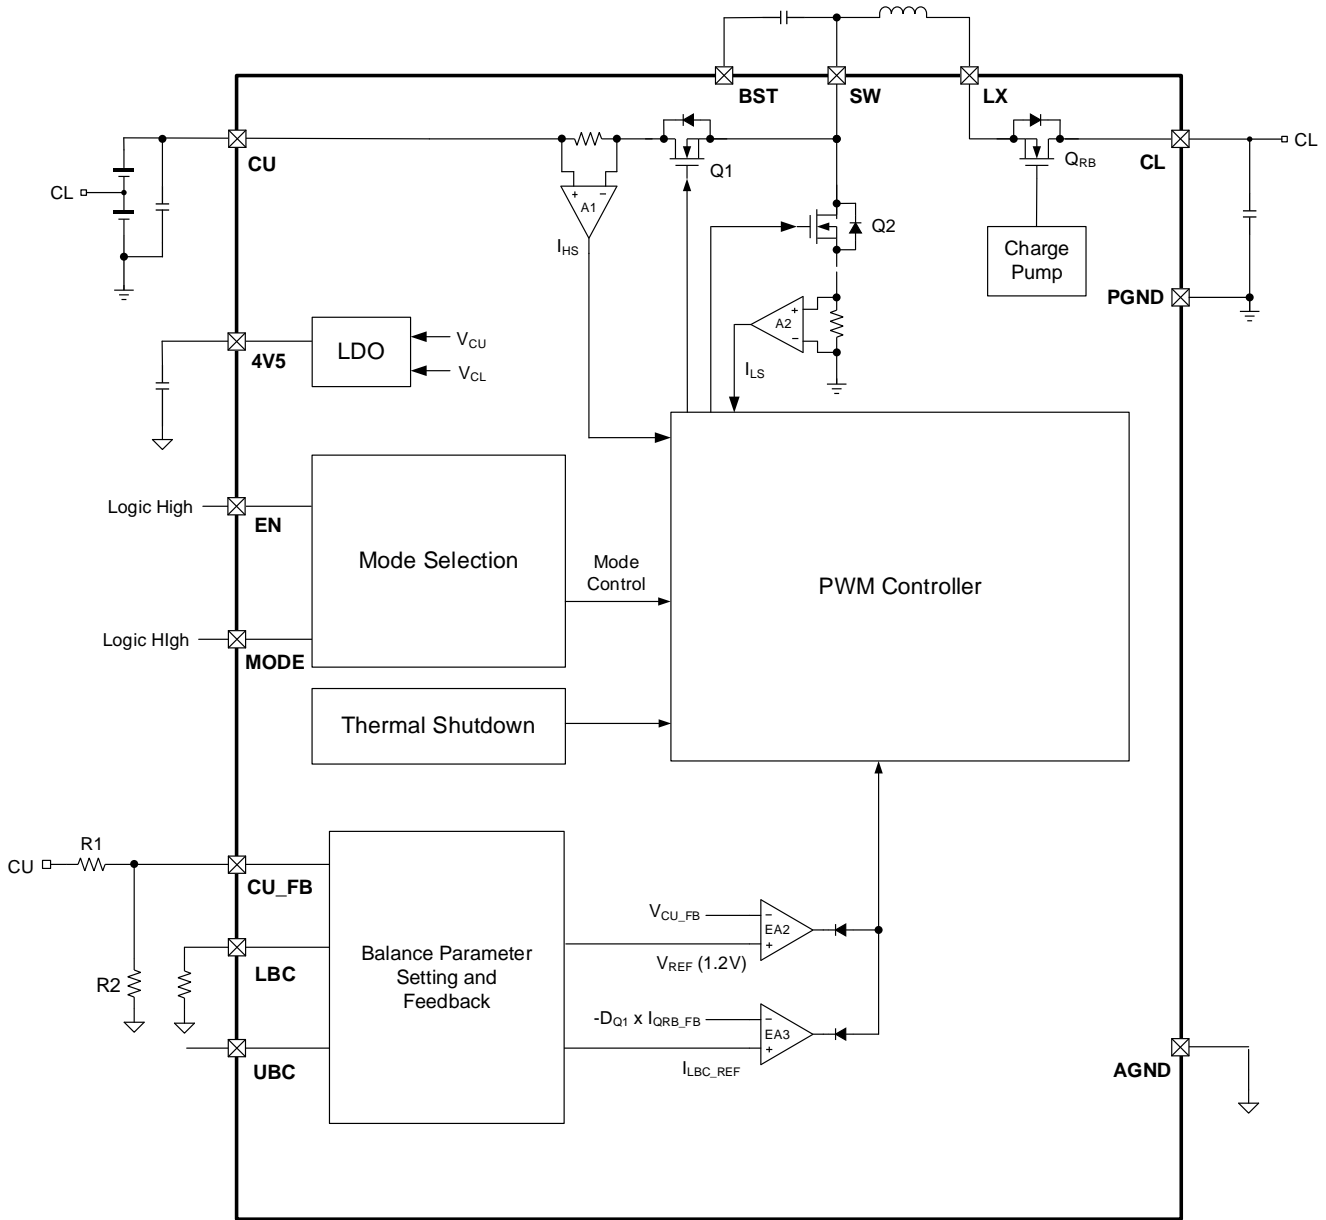 BST
SW
LX
CU
Q1
QRB
CL
CL
CL
A1
+
−
IHS
Q2
Charge
Pump
PGND
4V5
LDO
VCU
VCL
A2
+
−
ILS
Logic High
EN
Mode Selection
Mode
Control
PWM Controller
Logic HIgh
MODE
Thermal Shutdown
R1
CU
CU_FB
R2
LBC
UBC
Balance Parameter
Setting and
Feedback
VCU_FB
−
EA2
+
VREF (1.2V)
-DQ1 x IQRB_FB
−
EA3
+
ILBC_REF
AGND